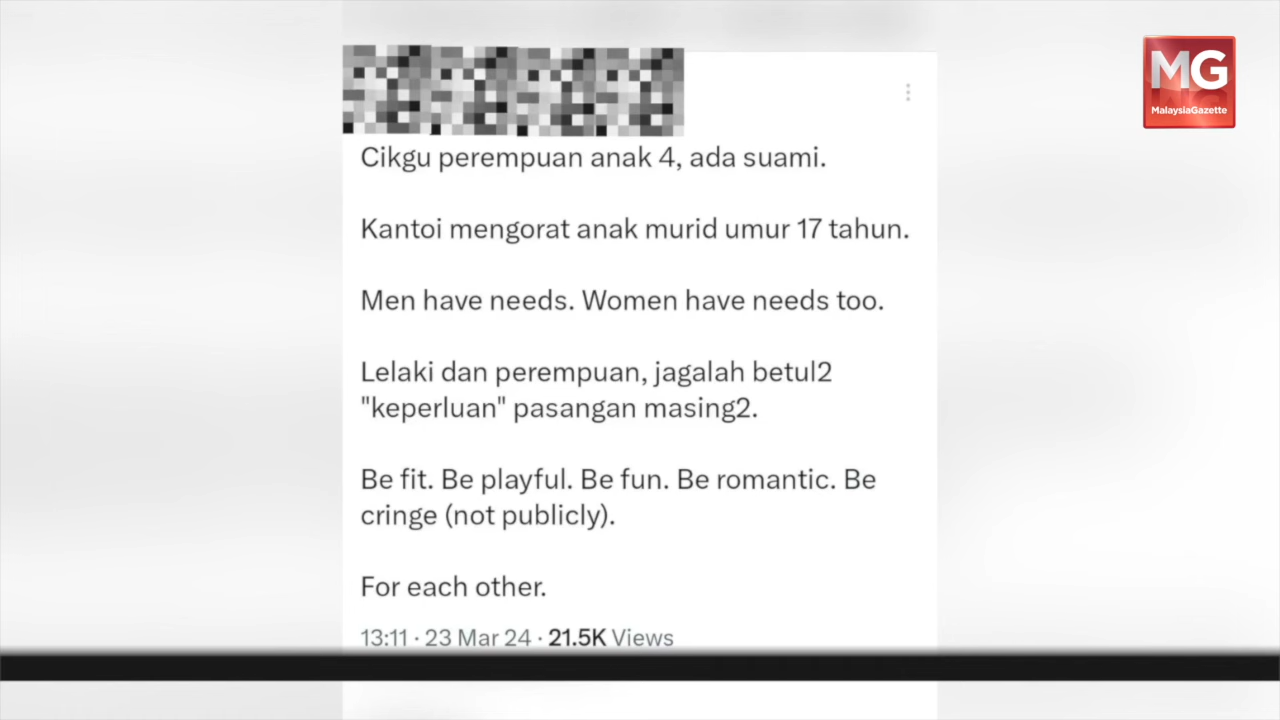 MG
MalaysiaGazette
Cikgu perempuan anak 4, ada suami.
Kantoi mengorat anak murid umur 17 tahun.
Men have needs. Women have needs too.
Lelaki dan perempuan, jagalah betul2
"keperluan" pasangan masing2.
Be fit. Be playful. Be fun. Be romantic. Be
cringe (not publicly).
For each other.
13:11 · 23 Mar 24 · 21.5K Views